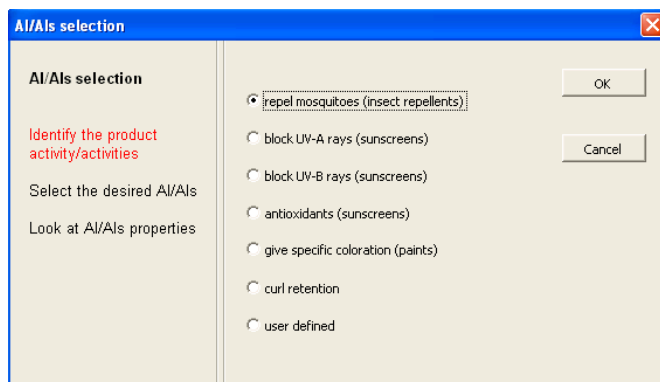 AI/AIs selection
AI/AIs selection
Identify the product
activity/activities
Select the desired AI/AIs
Look at AI/AIs properties
repel mosquitoes (insect repellents)
block UV-A rays (sunscreens)
block UV-B rays (sunscreens)
antioxidants (sunscreens)
give specific coloration (paints)
curl retention
user defined
OK
Cancel